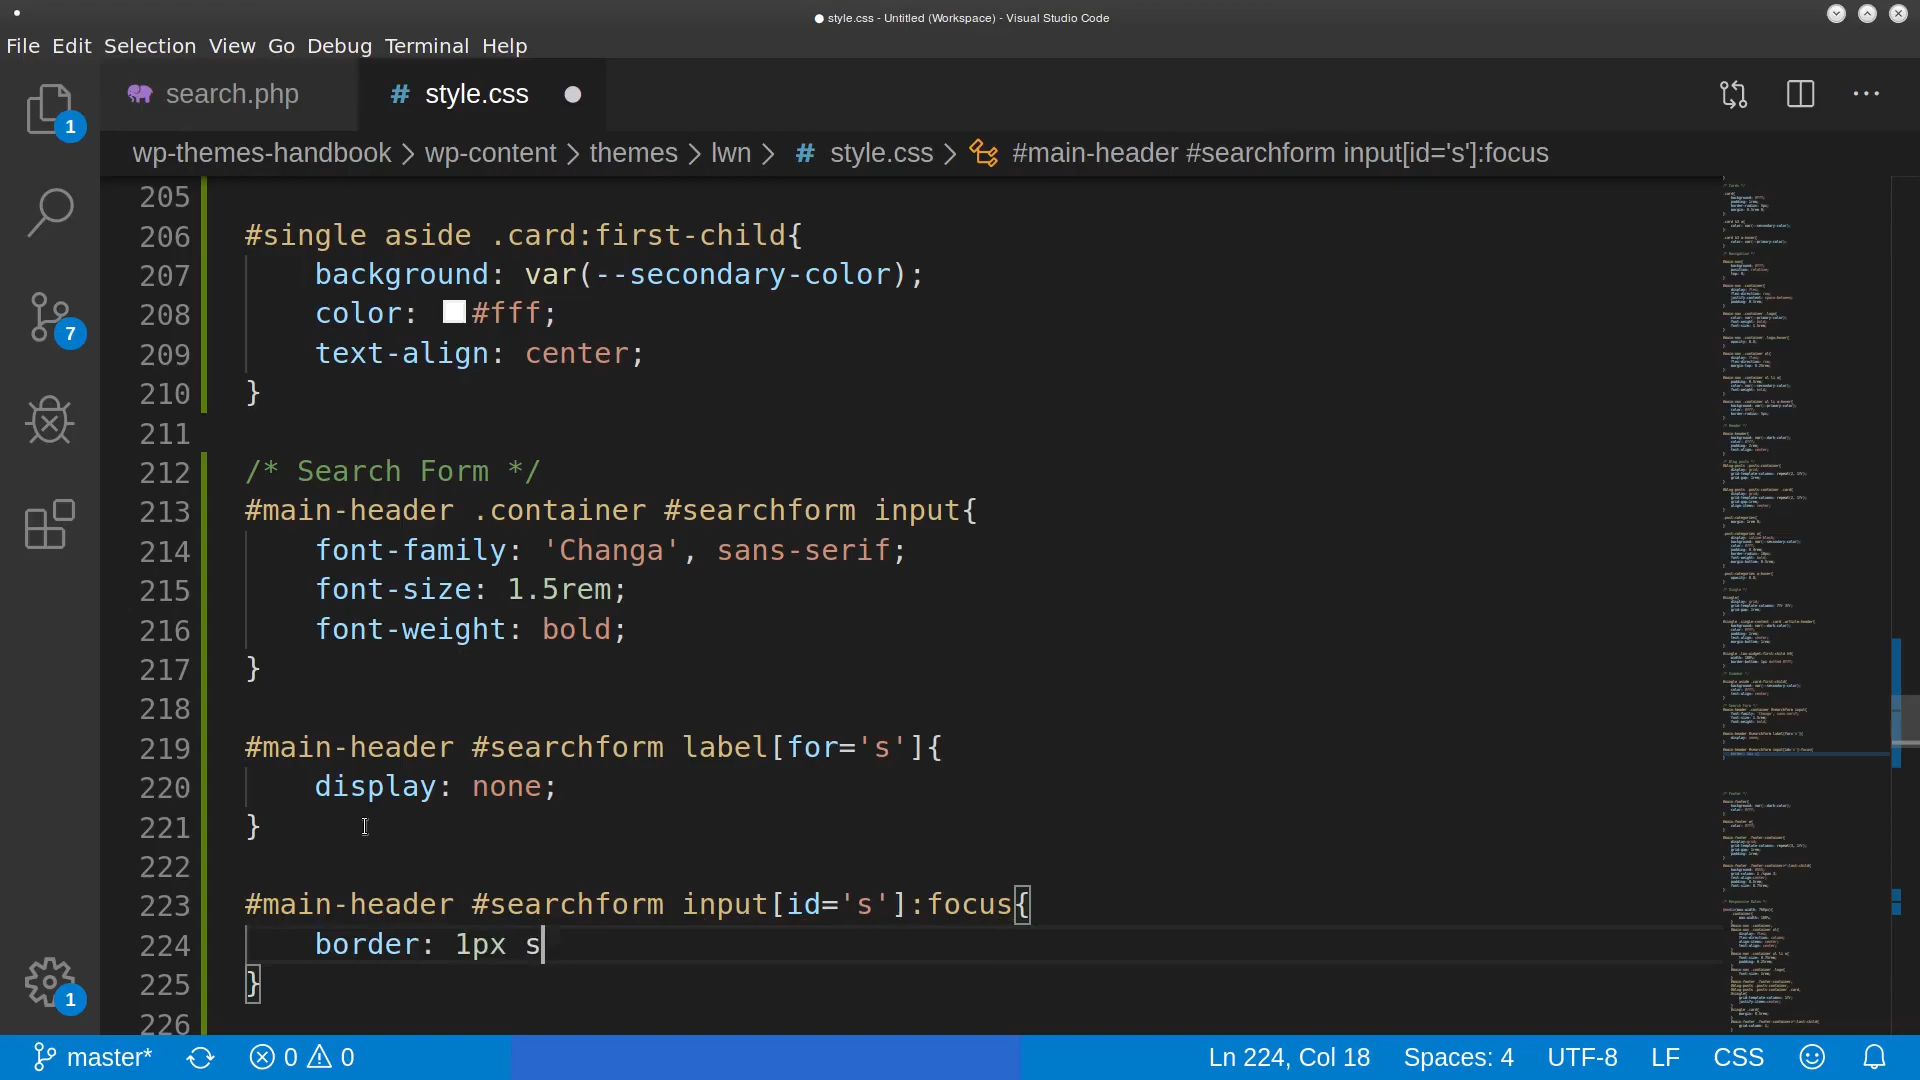 style.css - Untitled (Workspace) - Visual Studio Code
File Edit Selection View Go Debug Terminal Help
search.php
# style.css
wp-themes-handbook > wp-content > themes > lwn > # style.css > #main-header #searchform input[id='s']:focus
205
206 #single aside .card:first-child{
207 background: var(--secondary-color);
208 color: #fff;
209 text-align: center;
210 }
211
212 /* Search Form */
213 #main-header .container #searchform input{
214 font-family: 'Changa', sans-serif;
215 font-size: 1.5rem;
216 font-weight: bold;
217 }
218
219 #main-header #searchform label[for='s']{
220 display: none;
221 }
222
223 #main-header #searchform input[id='s']:focus{
224 border: 1px s
225 }
226
1
7
1
master* 0 0 Ln 224, Col 18 Spaces: 4 UTF-8 LF CSS